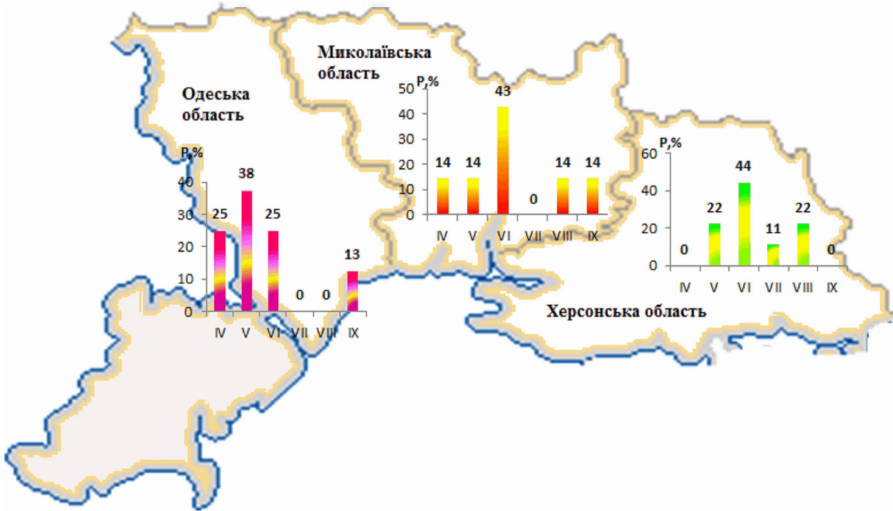 Одеська
область
P,%
40
30
20
10
0
25
38
25
0
0
13
IV
V
VI
VII
VIII
IX
Миколаївська
область
P,%
50
40
30
20
10
0
14
14
43
0
14
14
IV
V
VI
VII
VIII
IX
P,%
60
40
20
0
0
22
44
11
22
0
IV
V
VI
VII
VIII
IX
Херсонська область